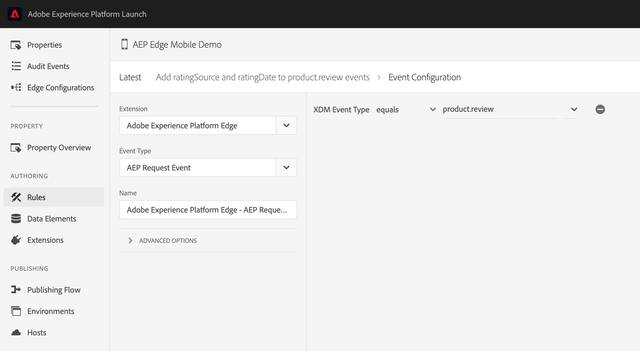 Adobe Experience Platform Launch
Properties
Audit Events
Edge Configurations
PROPERTY
Property Overview
AUTHORING
Rules
Data Elements
Extensions
PUBLISHING
Publishing Flow
Environments
Hosts
AEP Edge Mobile Demo
Latest Add ratingSource and ratingDate to product.review events > Event Configuration
Extension
Adobe Experience Platform Edge
Event Type
AEP Request Event
Name
Adobe Experience Platform Edge - AEP Reque...
ADVANCED OPTIONS
XDM Event Type equals product.review